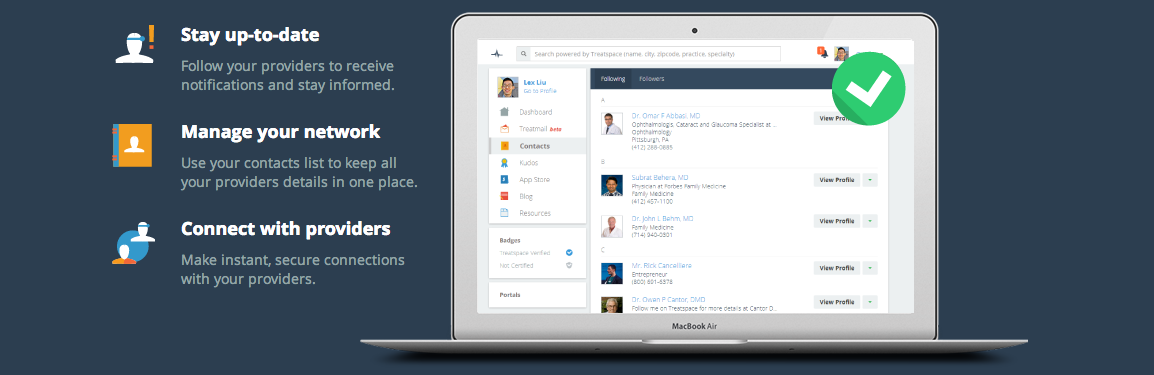 Stay up-to-date
Follow your providers to receive
notifications and stay informed.
Manage your network
Use your contacts list to keep all
your providers details in one place.
Connect with providers
Make instant, secure connections
with your providers.
Search powered by Treatspace (name, city, zipcode, practice, specialty)
Lex Liu
Go to Profile
Dashboard
Treatmail beta
Contacts
Kudos
App Store
Blog
Resources
Badges
Treatspace Verified
Not Certified
Portals
Following Followers
A
Dr. Omar F Abbasi, MD
Ophthalmologis, Cataract and Glaucoma Specialist at ...
Ophthalmology
Pittsburgh, PA
(412) 288-0885
View Prof
B
Subrat Behera, MD
Physician at Forbes Family Medicine
Family Medicine
(412) 457-1100
View Profile
Dr. John L Behm, MD
Family Medicine
(714) 940-0301
View Profile
C
Mr. Rick Cancelliere
Entrepreneur
(800) 691-6378
View Profile
Dr. Owen P Cantor, DMD
Follow me on Treatspace for more details at Cantor D...
View Profile
MacBook Air